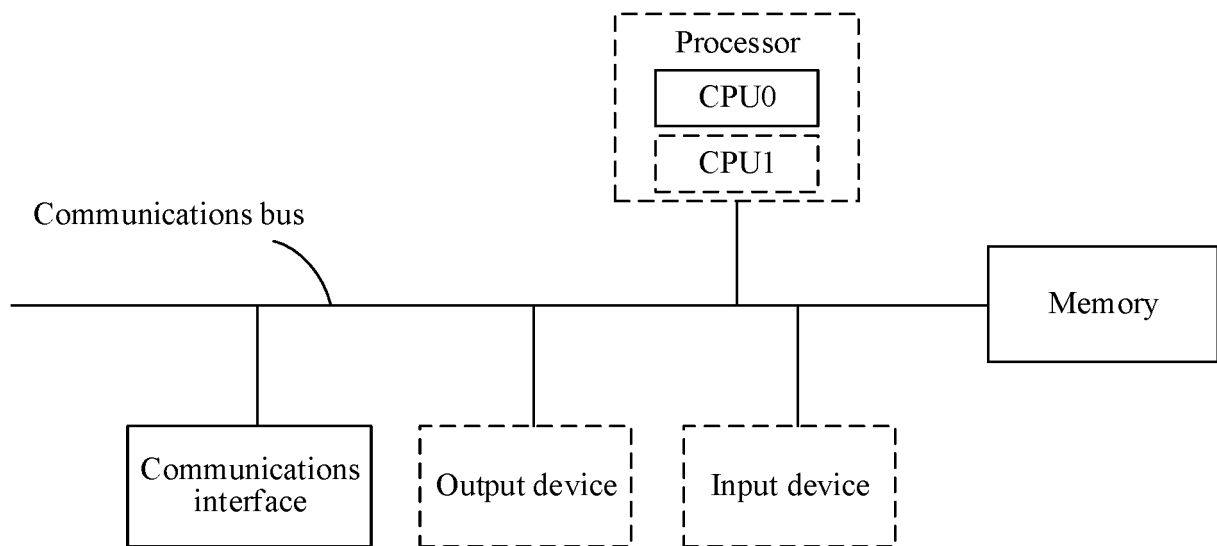 Processor
CPU0
CPU1
Communications bus
Memory
Communications
interface
Output device
Input device